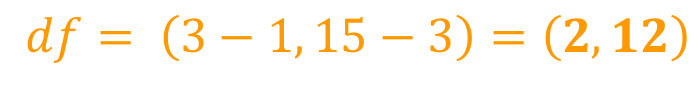 df = (3 − 1, 15 − 3) = (2, 12)